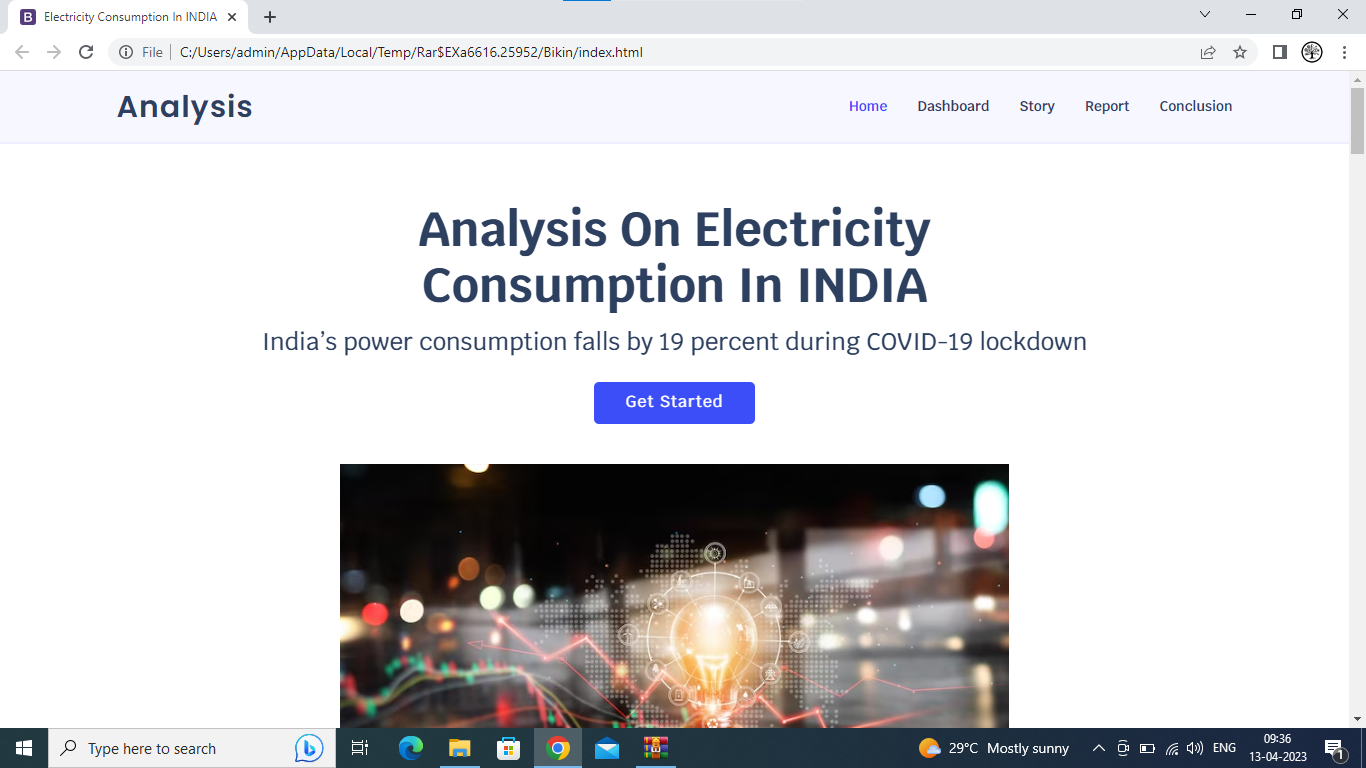 Electricity Consumption In INDIA
File
C:/Users/admin/AppData/Local/Temp/Rar$EXa6616.25952/Bikin/index.html
Analysis
Home Dashboard Story Report Conclusion
Analysis On Electricity
Consumption In INDIA
India’s power consumption falls by 19 percent during COVID-19 lockdown
Get Started
Type here to search
29°C Mostly sunny
ENG
09:36
13-04-2023
1